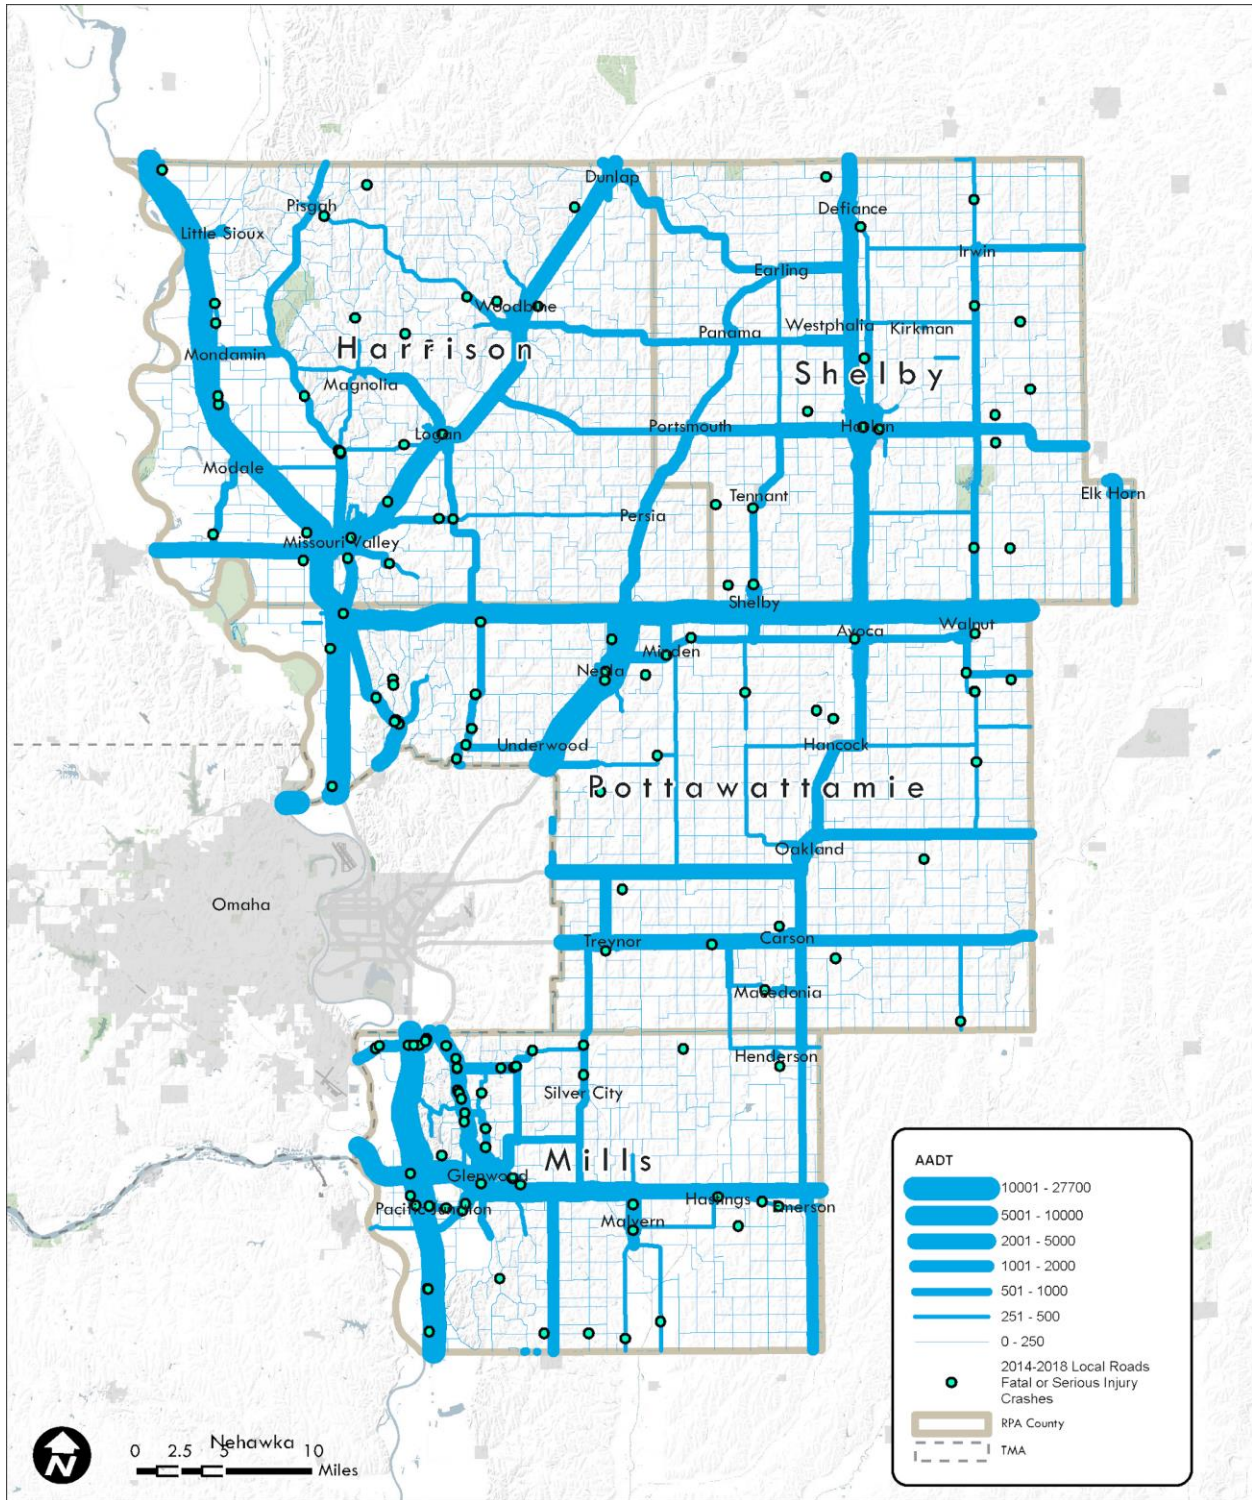 Dunlap
Pisgah
Defiance
Little Sioux
Irwin
Earling
Woodbine
Panama
Westphalia
Kirkman
Harrison
Mondamin
Shelby
Magnolia
Portsmouth
Harlan
Logan
Modale
Tennant
Elk Horn
Persia
Missouri Valley
Shelby
Walnut
Avoca
Minden
Neola
Underwood
Hancock
Pottawattamie
Oakland
Omaha
Treynor
Carson
Macedonia
Henderson
Silver City
Mills
Glenwood
Hastings
Pacific Junction
Emerson
Malvern
AADT
10001 - 27700
5001 - 10000
2001 - 5000
1001 - 2000
501 - 1000
251 - 500
0 - 250
2014-2018 Local Roads
Fatal or Serious Injury
Crashes
RPA County
TMA
Nehawka
0 2.5 5 10
Miles
N